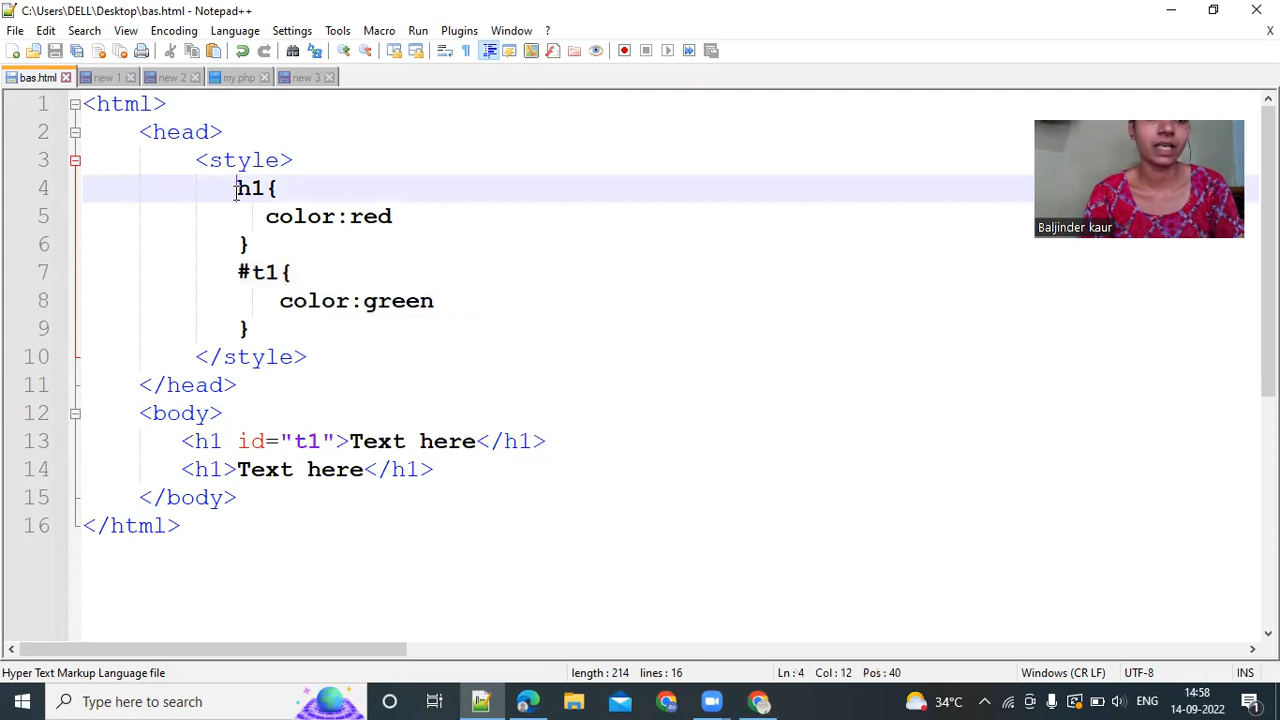 C:\Users\DELL\Desktop\bas.html - Notepad++
File Edit Search View Encoding Language Settings Tools Macro Run Plugins Window ? X
bas.html new 1 new 2 my.php new 3
1 <html>
2 <head>
3 <style>
4 h1{
5 color:red
6 }
7 #t1{
8 color:green
9 }
10 </style>
11 </head>
12 <body>
13 <h1 id="t1">Text here</h1>
14 <h1>Text here</h1>
15 </body>
16 </html>
Baljinder kaur
Hyper Text Markup Language file length : 214 lines : 16 Ln : 4 Col : 12 Pos : 40 Windows (CR LF) UTF-8 INS
Type here to search 34°C ENG 14:58
14-09-2022 1